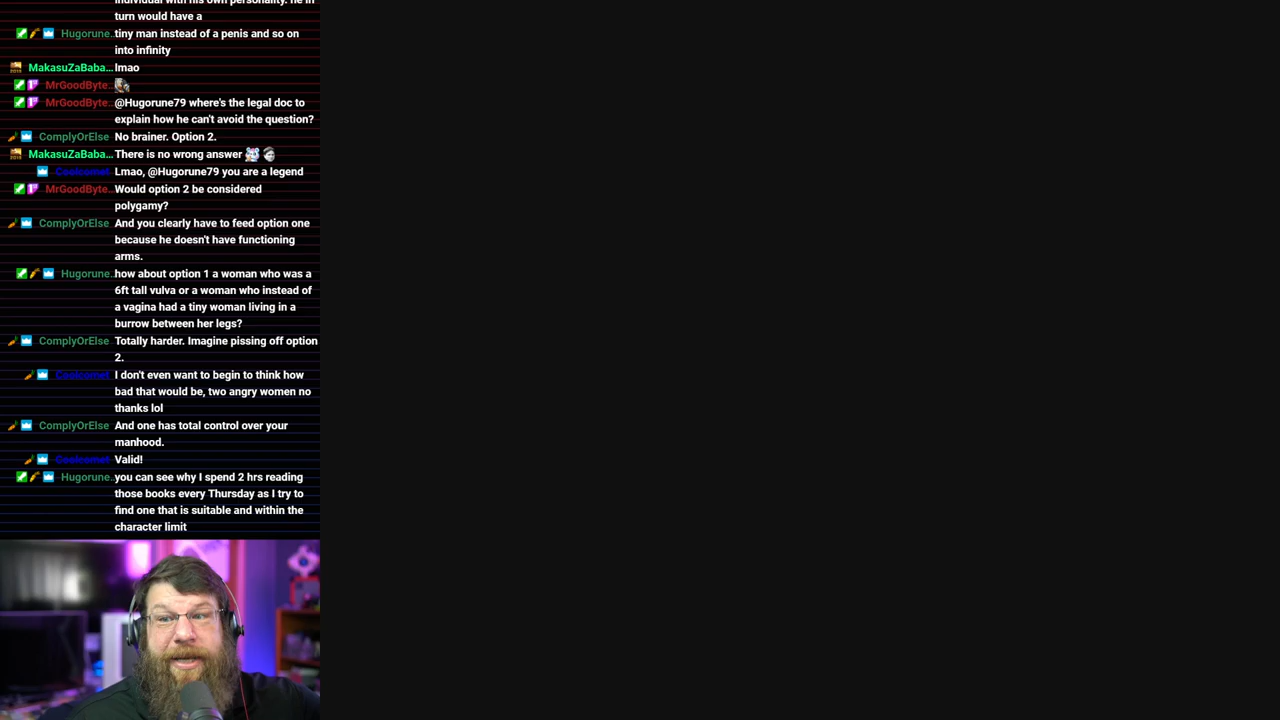 individual with his own personality. he in
turn would have a
Hugorune... tiny man instead of a penis and so on
into infinity
MakasuZaBaba... lmao
MrGoodByte...
MrGoodByte... @Hugorune79 where's the legal doc to
explain how he can't avoid the question?
ComplyOrElse No brainer. Option 2.
MakasuZaBaba... There is no wrong answer
Coolcomet Lmao, @Hugorune79 you are a legend
MrGoodByte... Would option 2 be considered
polygamy?
ComplyOrElse And you clearly have to feed option one
because he doesn't have functioning
arms.
Hugorune... how about option 1 a woman who was a
6ft tall vulva or a woman who instead of
a vagina had a tiny woman living in a
burrow between her legs?
ComplyOrElse Totally harder. Imagine pissing off option
2.
Coolcomet I don't even want to begin to think how
bad that would be, two angry women no
thanks lol
ComplyOrElse And one has total control over your
manhood.
Coolcomet Valid!
Hugorune... you can see why I spend 2 hrs reading
those books every Thursday as I try to
find one that is suitable and within the
character limit